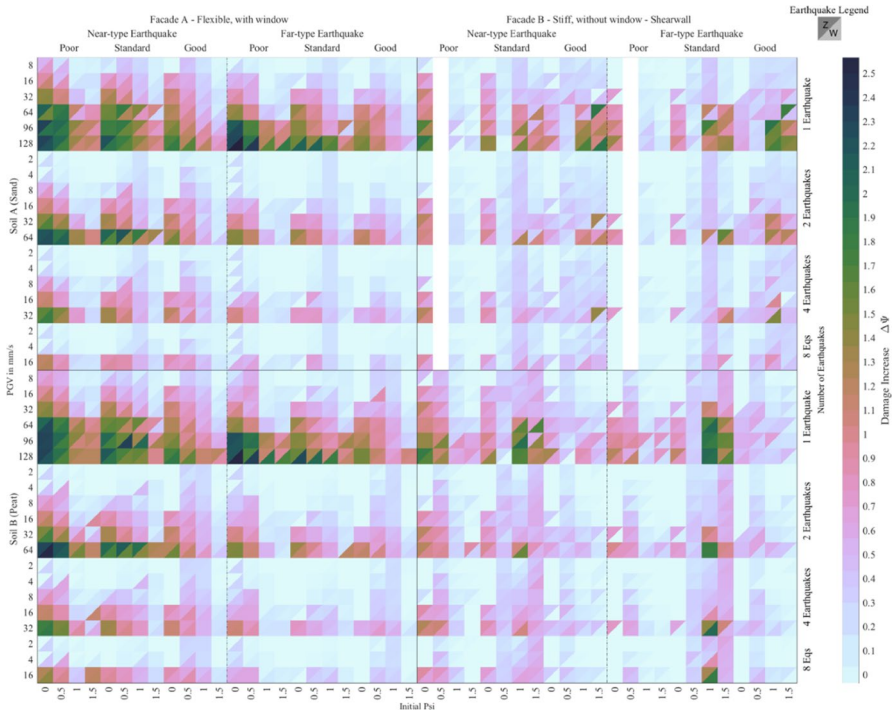 Earthquake Legend
Z
W
Facade A - Flexible, with window
Facade B - Stiff, without window - Shearwall
Near-type Earthquake
Far-type Earthquake
Near-type Earthquake
Far-type Earthquake
Poor Standard Good Poor Standard Good Poor Standard Good Poor Standard Good
Soil A (Sand)
8
16
32
64
96
128
1 Earthquake
2
4
8
16
32
64
2 Earthquakes
2
4
8
16
32
4 Earthquakes
2
4
16
8 Eqs
PGV in mm/s
Number of Earthquakes
Soil B (Peat)
8
16
32
64
96
128
1 Earthquake
2
4
8
16
32
64
2 Earthquakes
2
4
8
16
32
4 Earthquakes
2
4
16
8 Eqs
0 0.5 1 1.5 0 0.5 1 1.5 0 0.5 1 1.5 0 0.5 1 1.5 0 0.5 1 1.5 0 0.5 1 1.5 0 0.5 1 1.5 0 0.5 1 1.5 0 0.5 1 1.5 0 0.5 1 1.5 0 0.5 1 1.5 0 0.5 1 1.5
Initial Psi
2.5
2.4
2.3
2.2
2.1
2
1.9
1.8
1.7
1.6
1.5
1.4
1.3
1.2
1.1
1
0.9
0.8
0.7
0.6
0.5
0.4
0.3
0.2
0.1
0
Damage Increase ΔΨ